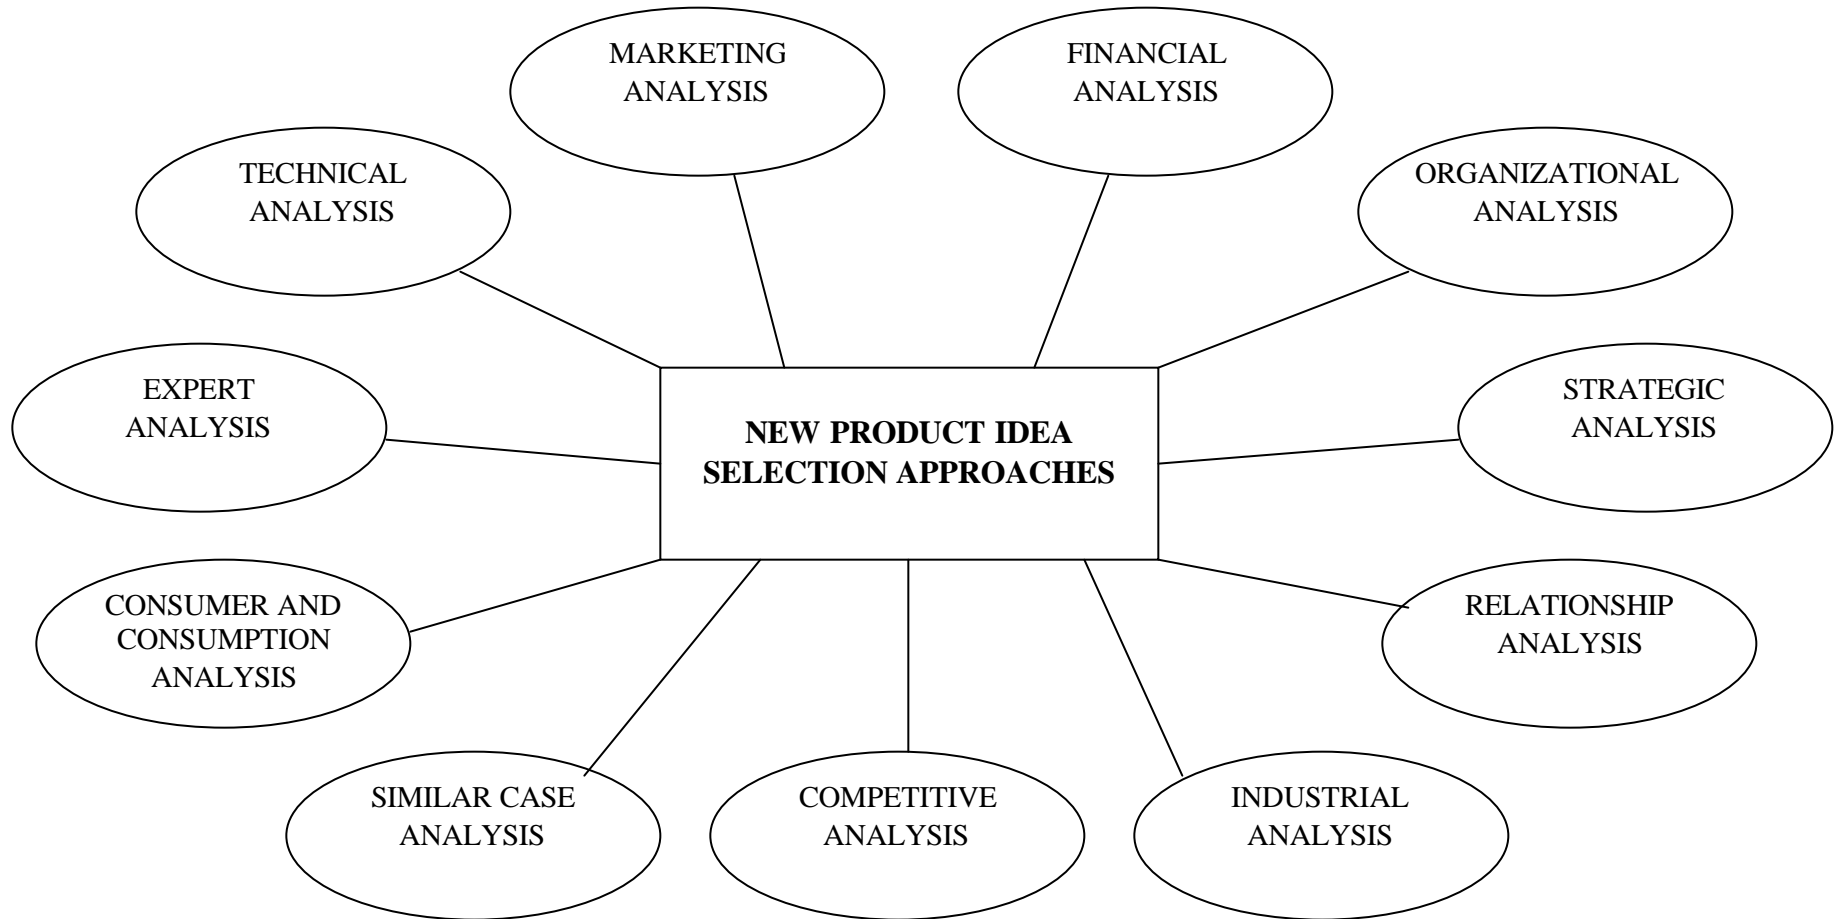 MARKETING
ANALYSIS
FINANCIAL
ANALYSIS
TECHNICAL
ANALYSIS
ORGANIZATIONAL
ANALYSIS
EXPERT
ANALYSIS
NEW PRODUCT IDEA
SELECTION APPROACHES
STRATEGIC
ANALYSIS
CONSUMER AND
CONSUMPTION
ANALYSIS
RELATIONSHIP
ANALYSIS
SIMILAR CASE
ANALYSIS
COMPETITIVE
ANALYSIS
INDUSTRIAL
ANALYSIS